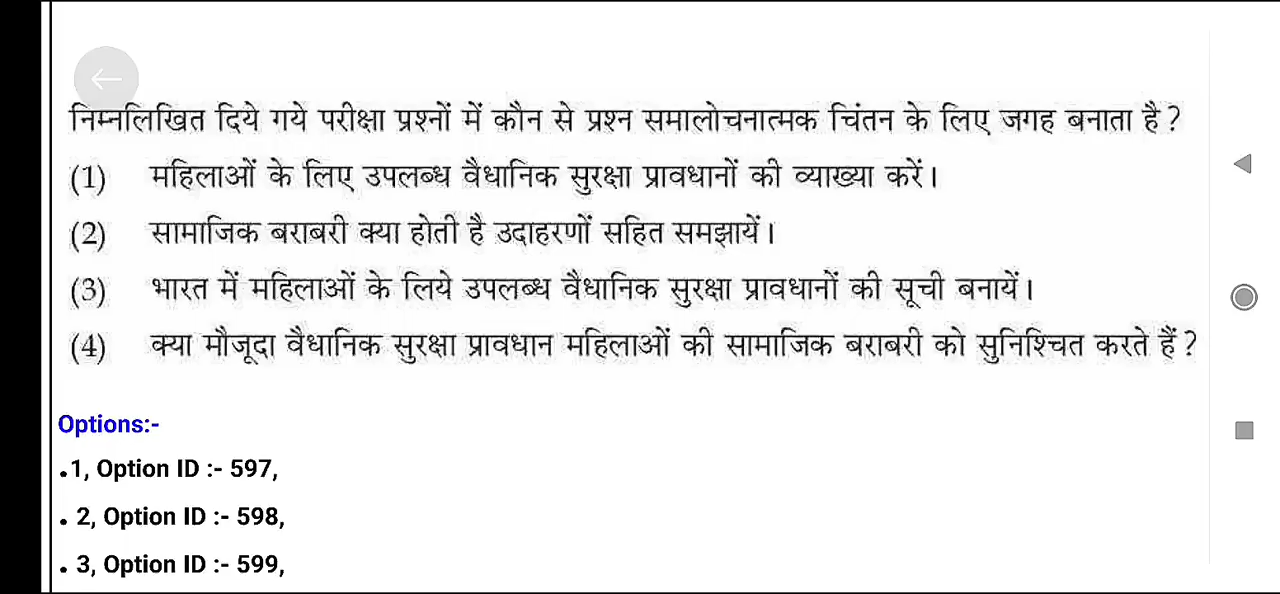 निम्नलिखित दिये गये परीक्षा प्रश्नों में कौन से प्रश्न समालोचनात्मक चिंतन के लिए जगह बनाता है ?
(1) महिलाओं के लिए उपलब्ध वैधानिक सुरक्षा प्रावधानों की व्याख्या करें।
(2) सामाजिक बराबरी क्या होती है उदाहरणों सहित समझायें।
(3) भारत में महिलाओं के लिये उपलब्ध वैधानिक सुरक्षा प्रावधानों की सूची बनायें।
(4) क्या मौजूदा वैधानिक सुरक्षा प्रावधान महिलाओं की सामाजिक बराबरी को सुनिश्चित करते हैं ?
Options:-
.1, Option ID :- 597,
. 2, Option ID :- 598,
. 3, Option ID :- 599,